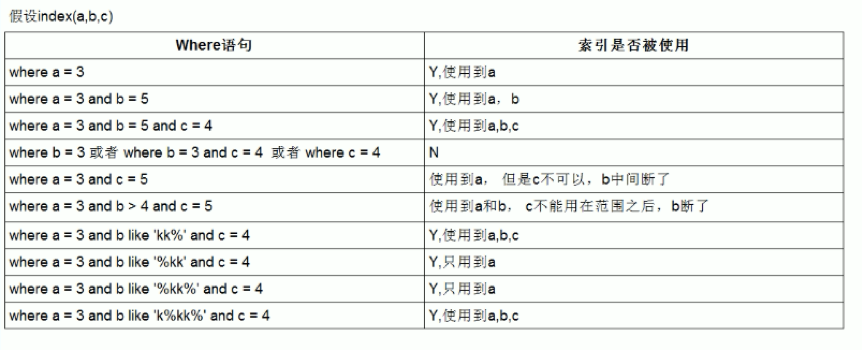 假设index(a,b,c)
Where语句 索引是否被使用
where a = 3 Y,使用到a
where a = 3 and b = 5 Y,使用到a，b
where a = 3 and b = 5 and c = 4 Y,使用到a,b,c
where b = 3 或者 where b = 3 and c = 4 或者 where c = 4 N
where a = 3 and c = 5 使用到a， 但是c不可以，b中间断了
where a = 3 and b > 4 and c = 5 使用到a和b， c不能用在范围之后，b断了
where a = 3 and b like 'kk%' and c = 4 Y,使用到a,b,c
where a = 3 and b like '%kk' and c = 4 Y,只用到a
where a = 3 and b like '%kk%' and c = 4 Y,只用到a
where a = 3 and b like 'k%kk%' and c = 4 Y,使用到a,b,c